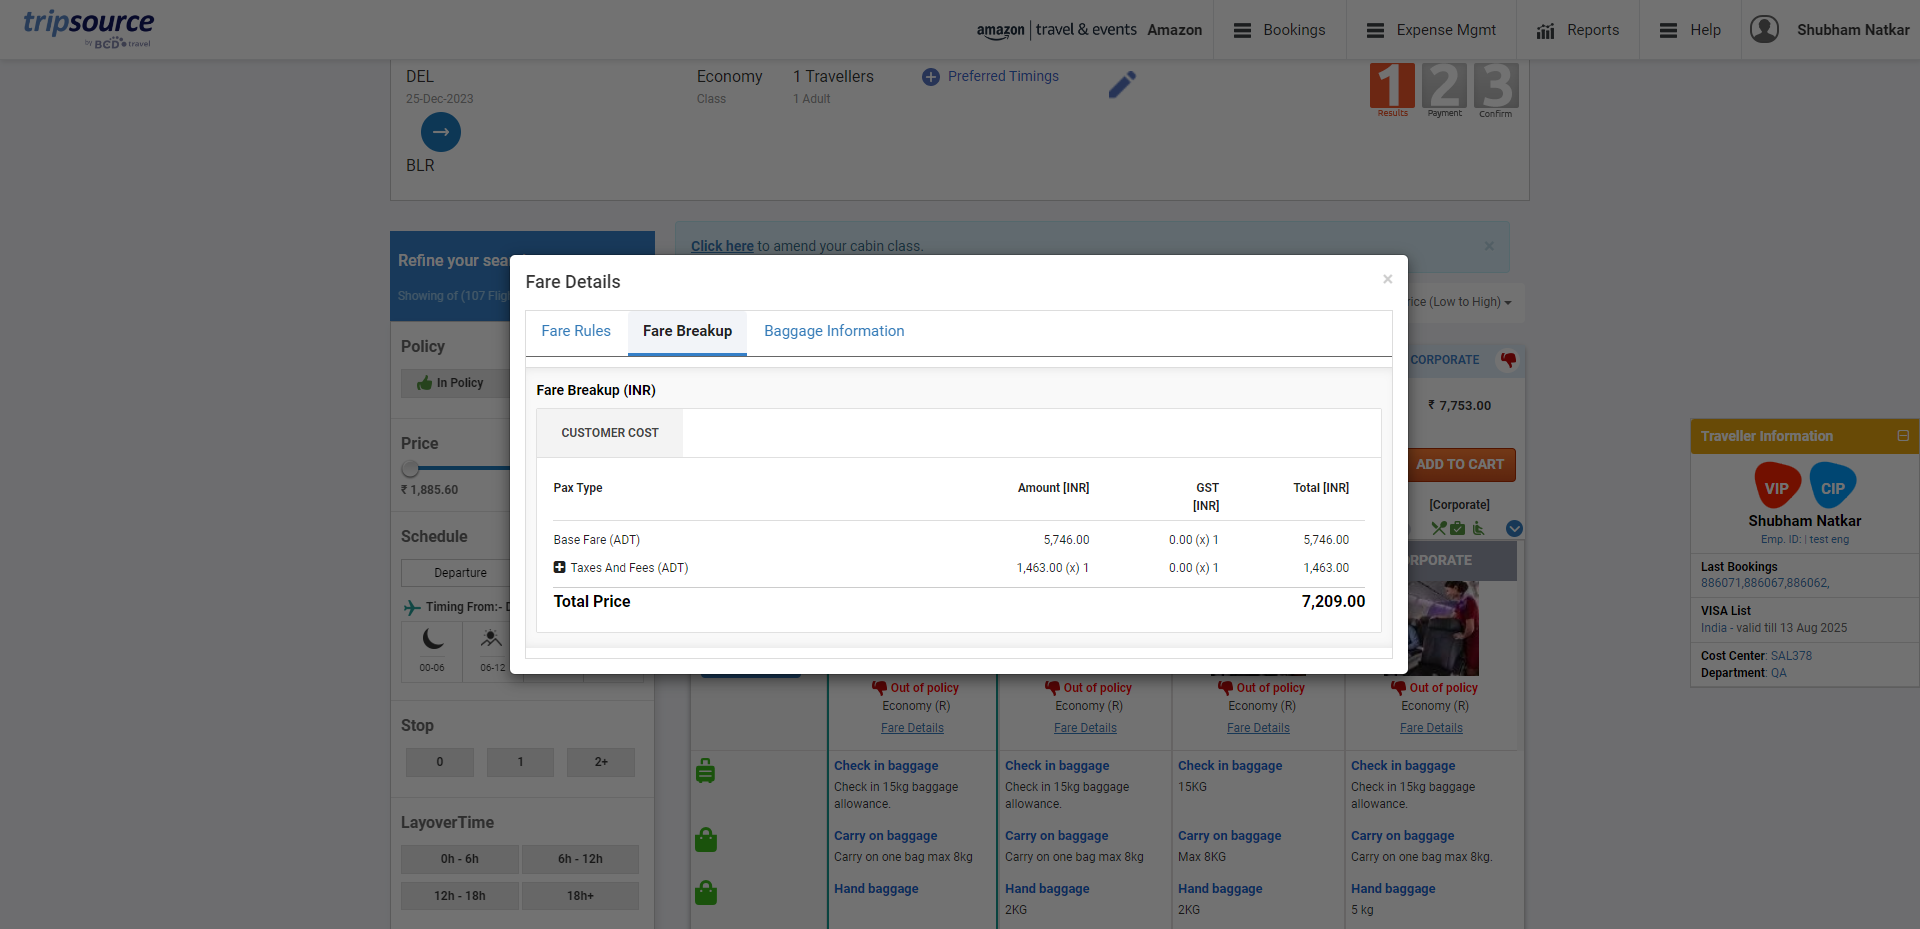 tripsource
by BCD travel
amazon | travel & events Amazon
Bookings
Expense Mgmt
Reports
Help
Shubham Natkar
DEL
25-Dec-2023
BLR
Economy
Class
1 Travellers
1 Adult
Preferred Timings
1 2 3
Results Payment Confirm
Click here to amend your cabin class. ×
Refine your
Showing of (107
Price (Low to High)
Policy
In Policy
Price
₹ 1,885.60
Schedule
Departure
Timing From:-
00-06 06-12
Stop
0 1 2+
LayoverTime
0h - 6h 6h - 12h
12h - 18h 18h+
Fare Details ×
Fare Rules Fare Breakup Baggage Information
Fare Breakup (INR)
CUSTOMER COST
Pax Type Amount [INR] GST [INR] Total [INR]
Base Fare (ADT) 5,746.00 0.00 (x) 1 5,746.00
Taxes And Fees (ADT) 1,463.00 (x) 1 0.00 (x) 1 1,463.00
Total Price 7,209.00
CORPORATE
₹ 7,753.00
ADD TO CART
[Corporate]
RPORATE
Out of policy Out of policy Out of policy Out of policy
Economy (R) Economy (R) Economy (R) Economy (R)
Fare Details Fare Details Fare Details Fare Details
Check in baggage Check in baggage Check in baggage Check in baggage
Check in 15kg baggage Check in 15kg baggage 15KG Check in 15kg baggage
allowance. allowance. allowance.
Carry on baggage Carry on baggage Carry on baggage Carry on baggage
Carry on one bag max 8kg Carry on one bag max 8kg Max 8KG Carry on one bag max 8kg.
Hand baggage Hand baggage Hand baggage Hand baggage
2KG 2KG 5 kg
Traveller Information
VIP CIP
Shubham Natkar
Emp. ID: | test eng
Last Bookings
886071,886067,886062,
VISA List
India - valid till 13 Aug 2025
Cost Center: SAL378
Department: QA